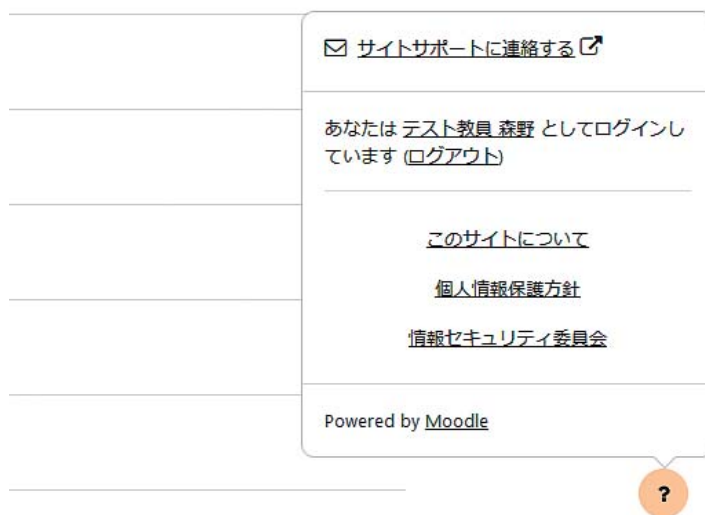 サイトサポートに連絡する
あなたは テスト教員 森野 としてログインし
ています (ログアウト)
このサイトについて
個人情報保護方針
情報セキュリティ委員会
Powered by Moodle
?